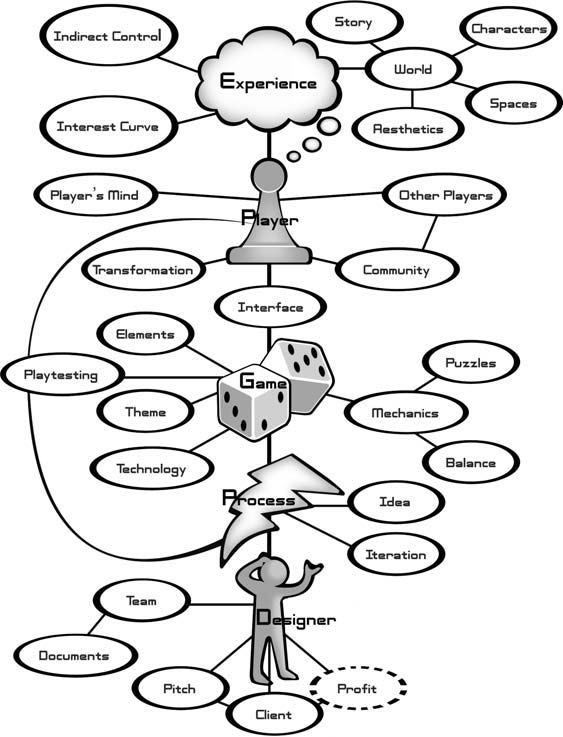 Story
Indirect Control
Characters
World
Experience
Spaces
Interest Curve
Aesthetics
Player's Mind
Other Players
Player
Transformation
Community
Interface
Elements
Puzzles
Playtesting
Game
Theme
Mechanics
Technology
Balance
Process
Idea
Iteration
Team
Designer
Documents
Pitch
Profit
Client